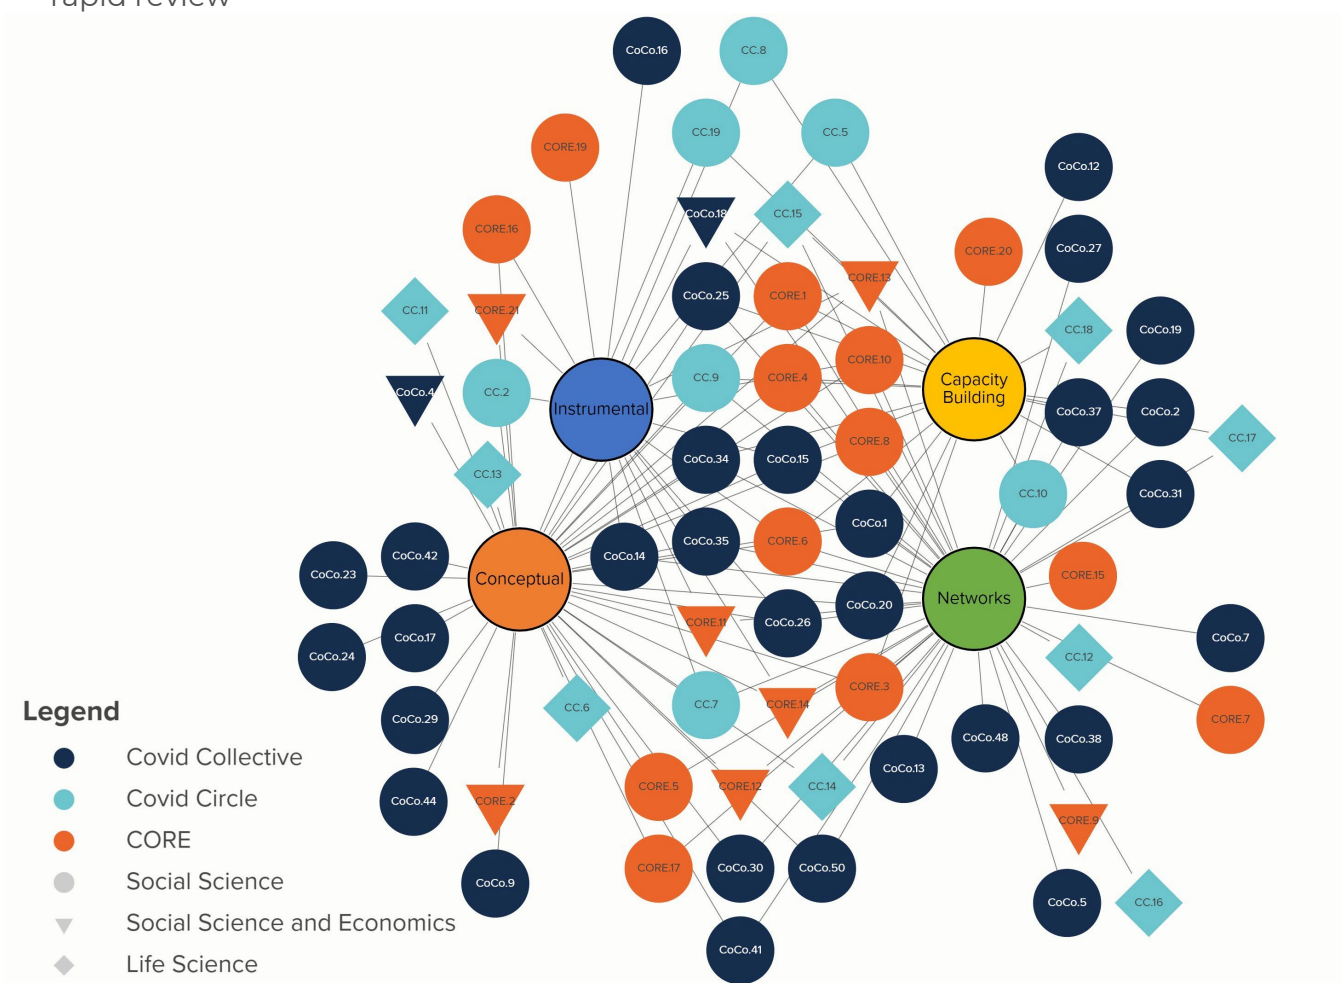 rapid review
CoCo.16
CC.8
CC.19
CC.5
CORE.19
CoCo.12
CoCo.18
CC.15
CORE.16
CORE.20
CoCo.27
CORE.13
CoCo.25
CORE.1
CC.11
CORE.21
CC.18
CoCo.19
CORE.10
CC.9
CORE.4
Capacity
Building
CoCo.4
CC.2
Instrumental
CoCo.37
CoCo.2
CORE.8
CC.17
CoCo.34
CoCo.15
CC.13
CC.10
CoCo.31
CoCo.1
CoCo.35
CORE.6
CoCo.14
CoCo.42
CoCo.23
Conceptual
CORE.15
Networks
CoCo.20
CORE.11
CoCo.26
CoCo.17
CoCo.7
CoCo.24
CC.12
CORE.3
CC.6
CC.7
CORE.14
CoCo.29
CORE.7
CoCo.48
CoCo.38
CoCo.13
CORE.5
CORE.12
CC.14
CoCo.44
CORE.2
CORE.9
CORE.17
CoCo.30
CoCo.50
CoCo.9
CoCo.5
CC.16
CoCo.41
Legend
Covid Collective
Covid Circle
CORE
Social Science
Social Science and Economics
Life Science